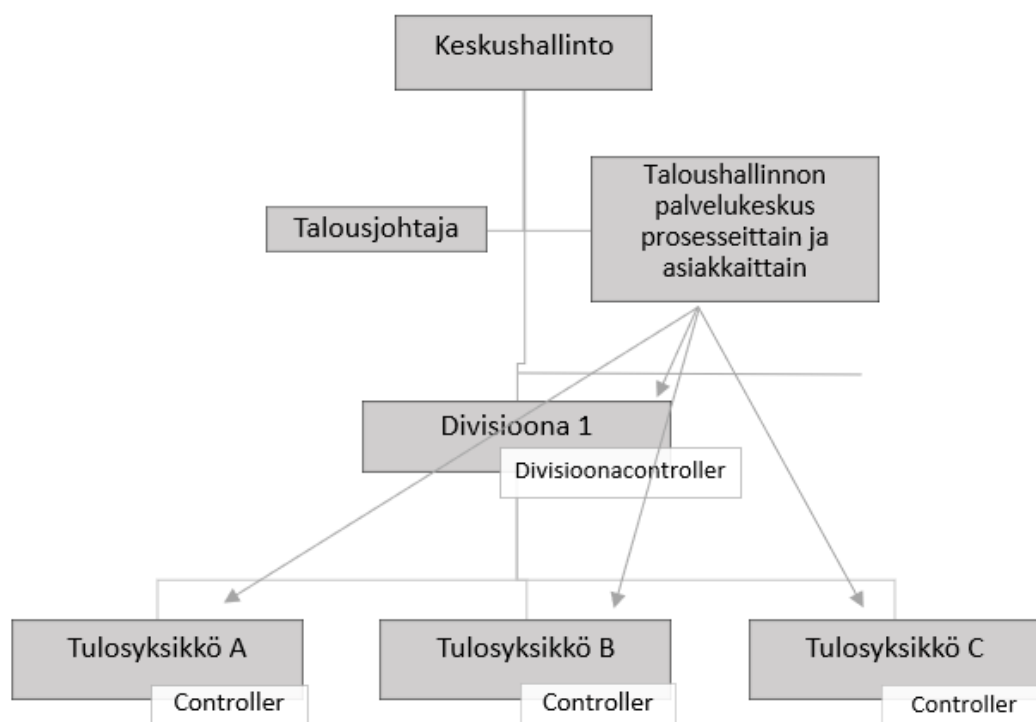 Keskushallinto
Talousjohtaja
Taloushallinnon
palvelukeskus
prosesseittain ja
asiakkaittain
Divisioona 1
Divisioonacontroller
Tulosyksikkö A
Controller
Tulosyksikkö B
Controller
Tulosyksikkö C
Controller